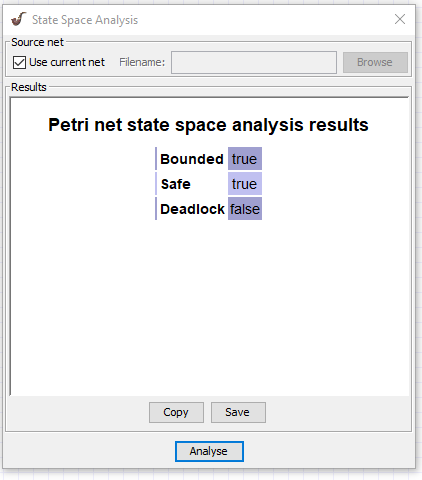 State Space Analysis
Source net
Use current net Filename: Browse
Results
Petri net state space analysis results
Bounded true
Safe true
Deadlock false
Copy Save
Analyse